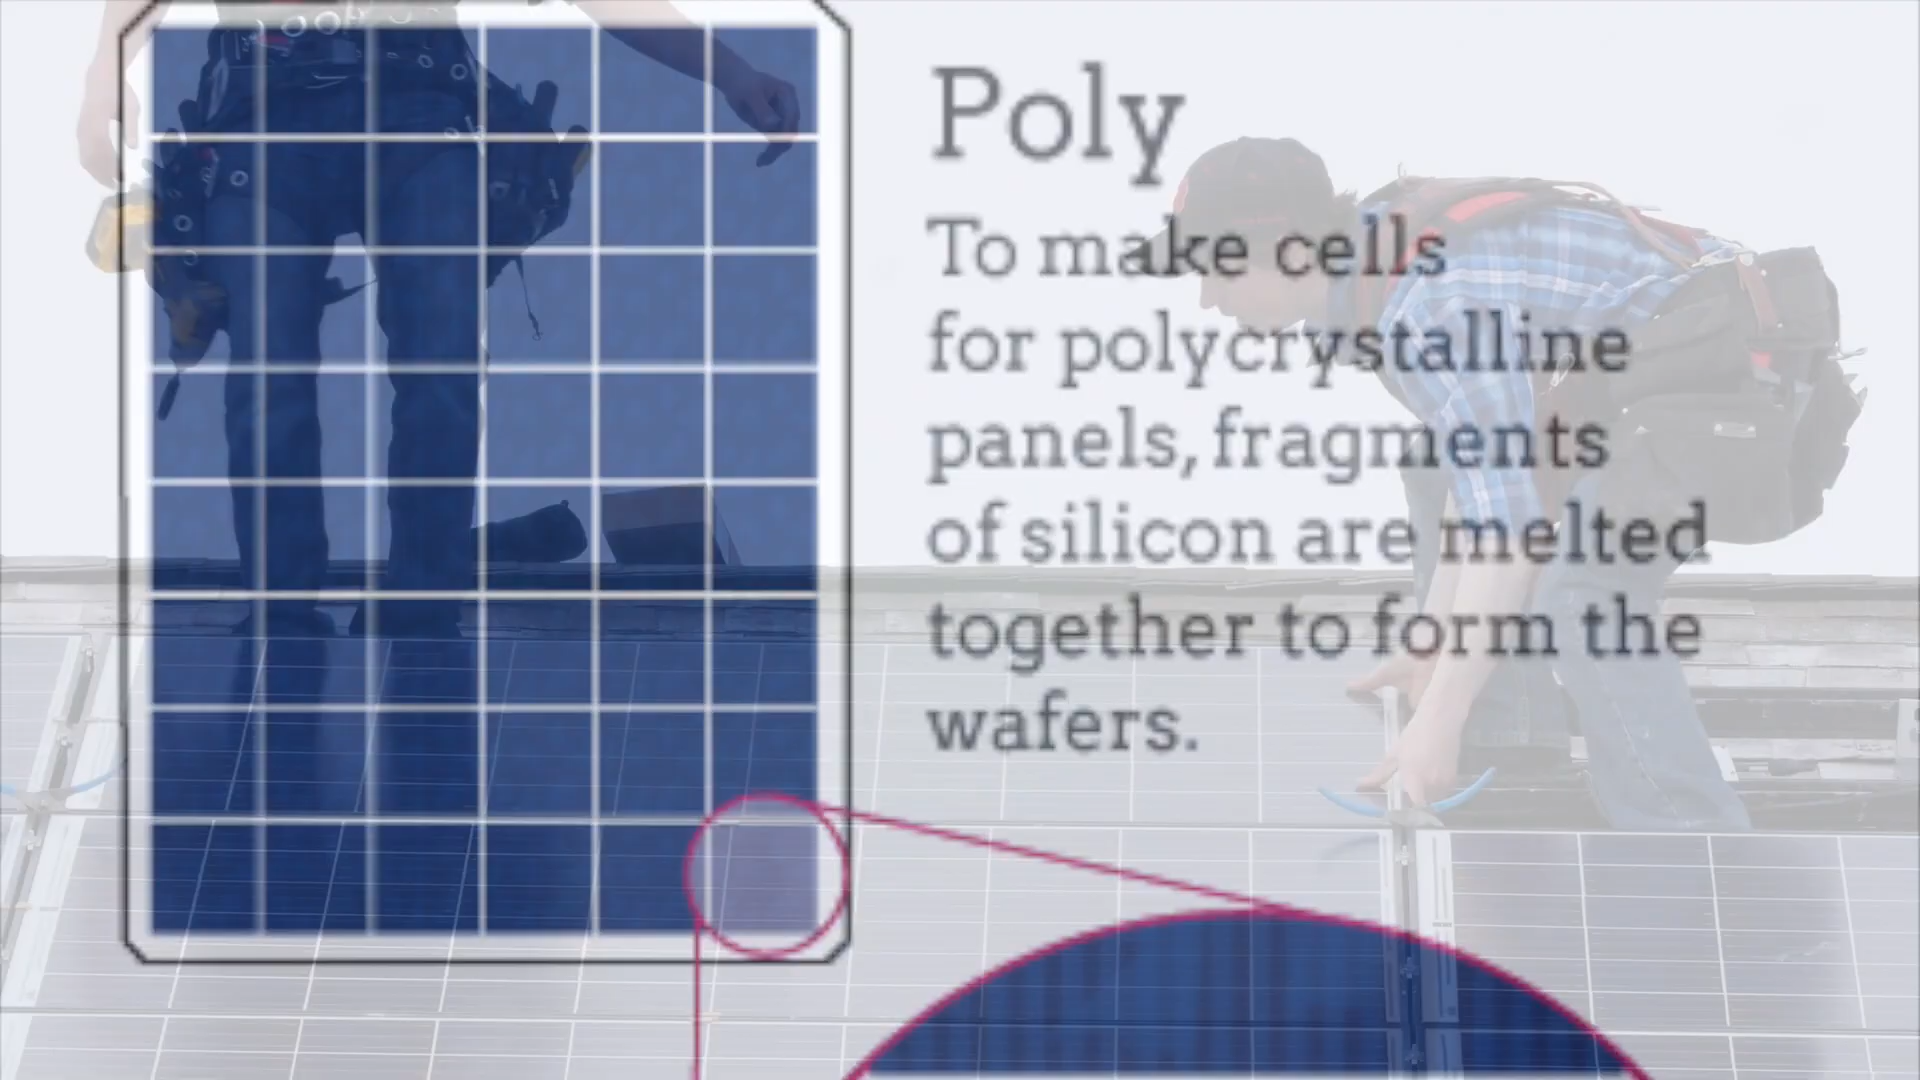 Poly
To make cells
for polycrystalline
panels, fragments
of silicon are melted
together to form the
wafers.